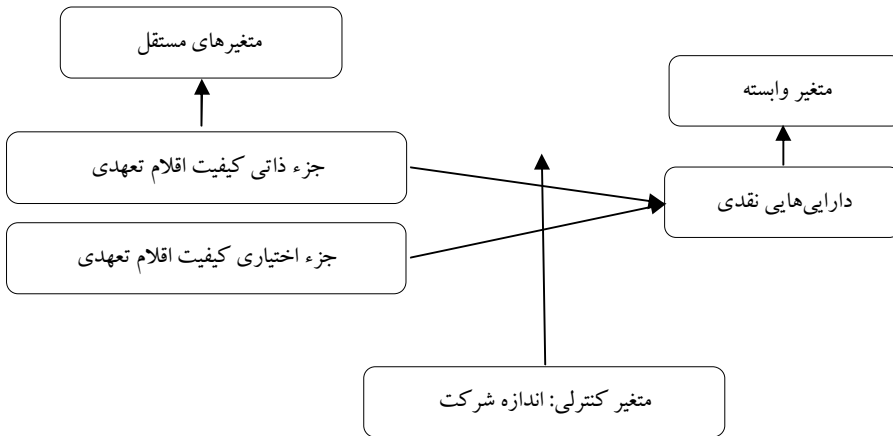 متغیرهای مستقل
متغیر وابسته
جزء ذاتی کیفیت اقلام تعهدی
دارایی‌هایی نقدی
جزء اختیاری کیفیت اقلام تعهدی
متغیر کنترلی: اندازه شرکت